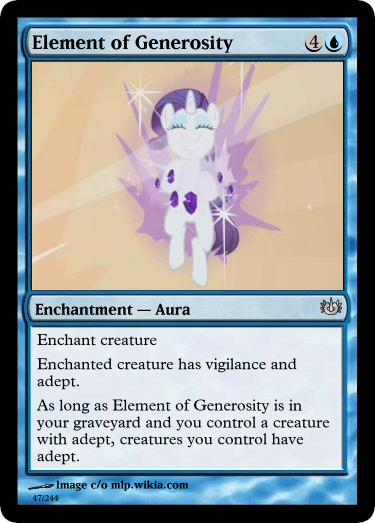 Element of Generosity 4
Enchantment — Aura
Enchant creature
Enchanted creature has vigilance and
adept.
As long as Element of Generosity is in
your graveyard and you control a creature
with adept, creatures you control have
adept.
Image c/o mlp.wikia.com
47/244